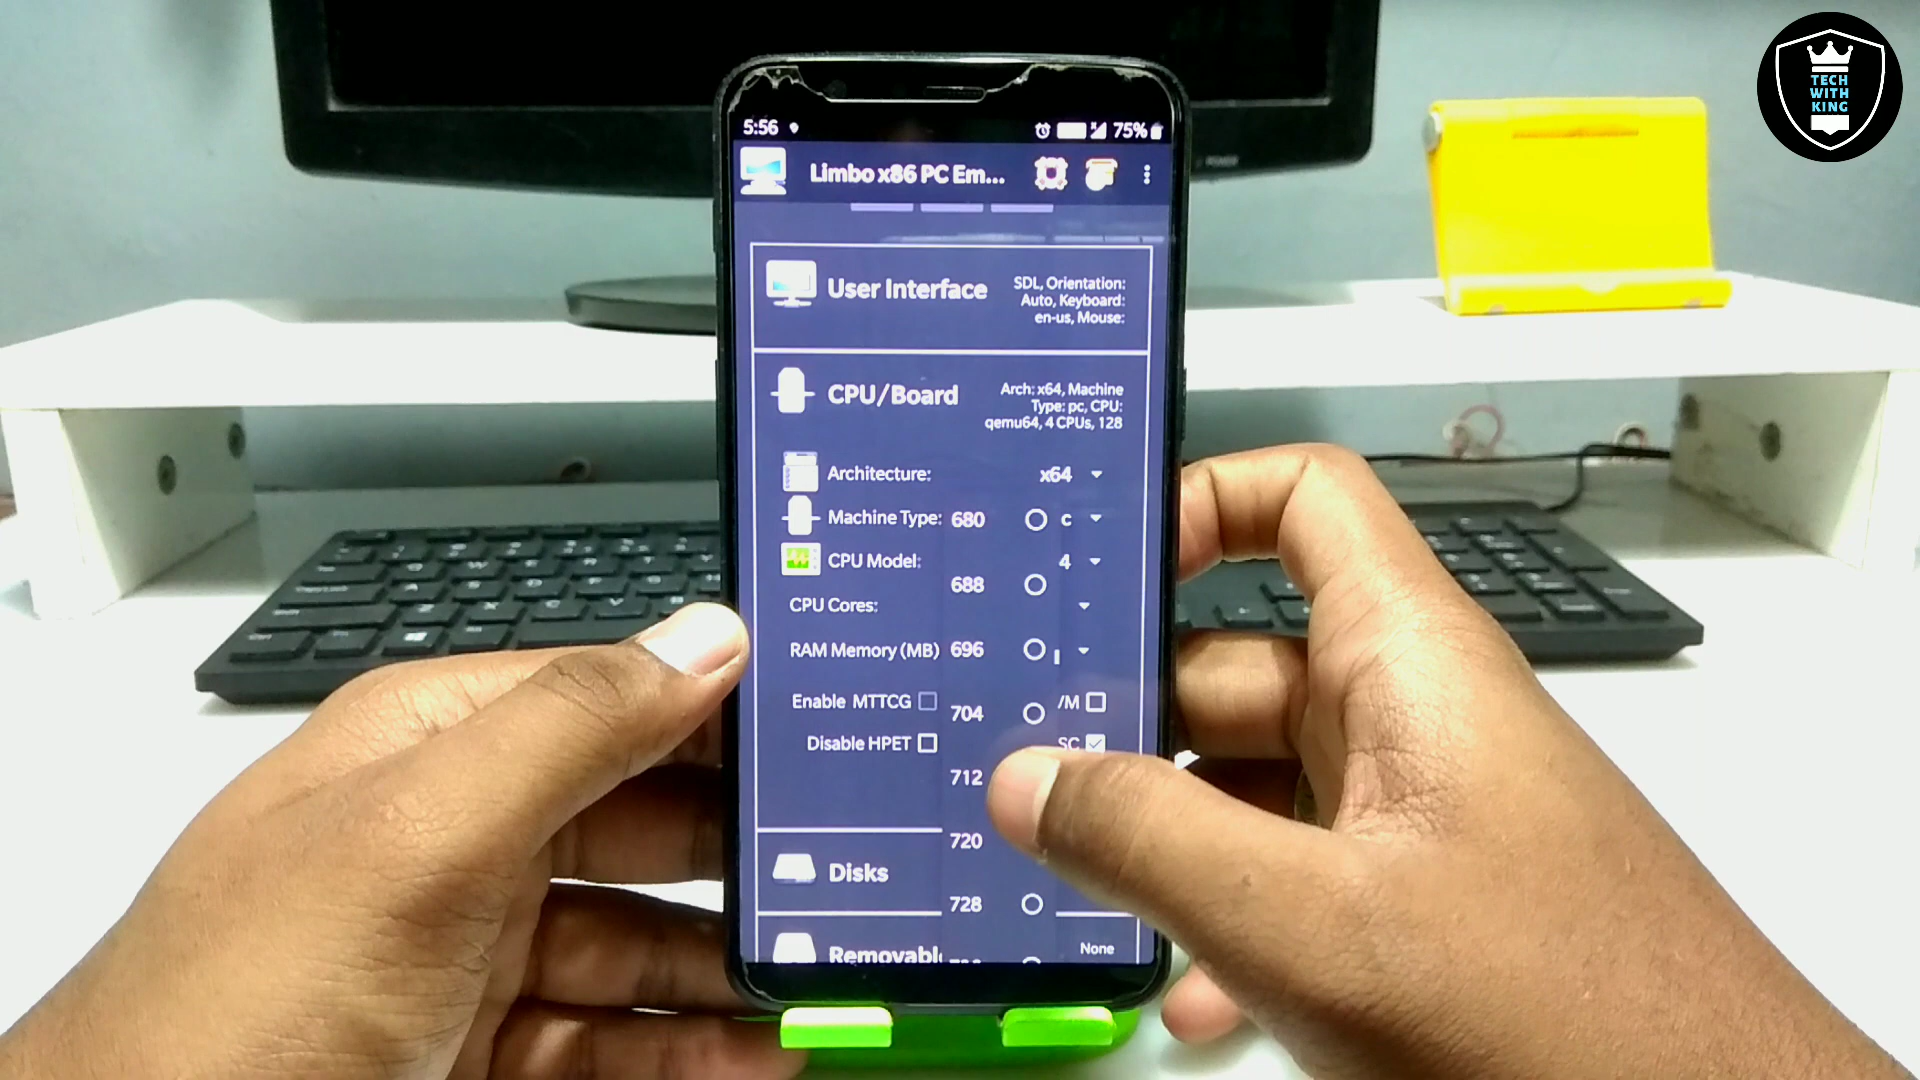 TECH
WITH
KING
5:56
75%
Limbo x86 PC Em...
User Interface
SDL, Orientation:
Auto, Keyboard:
en-us, Mouse:
CPU/Board
Arch: x64, Machine
Type: pc, CPU:
qemu64, 4 CPUs, 128
Architecture: x64
Machine Type: 680 c
CPU Model: 4
688
CPU Cores:
RAM Memory (MB) 696
Enable MTTCG /M
704
Disable HPET SC
712
720
Disks
728
None
POWER